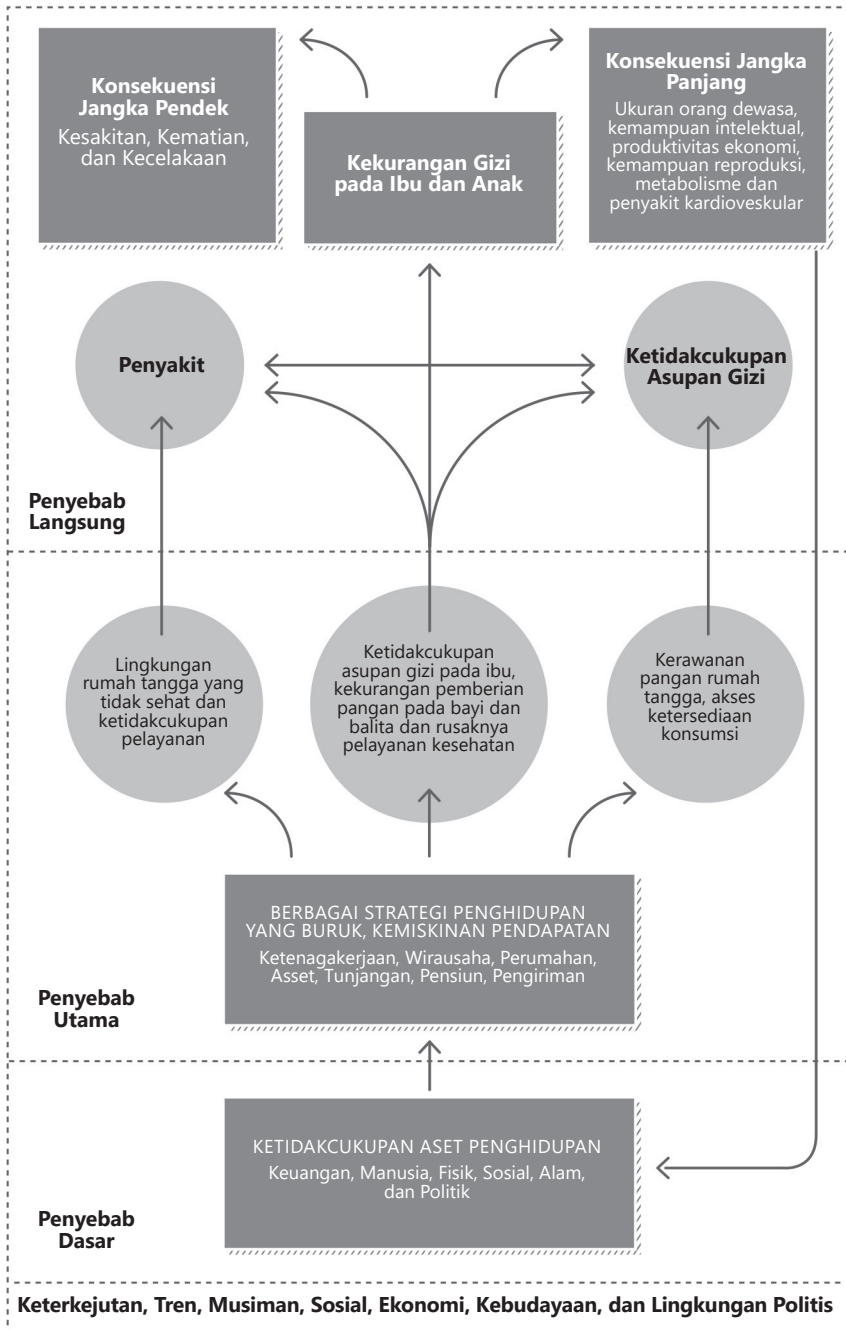 Konsekuensi
Jangka Pendek
Kesakitan, Kematian,
dan Kecelakaan
Kekurangan Gizi
pada Ibu dan Anak
Konsekuensi Jangka
Panjang
Ukuran orang dewasa,
kemampuan intelektual,
produktivitas ekonomi,
kemampuan reproduksi,
metabolisme dan
penyakit kardioveskular
Penyakit
Ketidakcukupan
Asupan Gizi
Penyebab
Langsung
Lingkungan
rumah tangga yang
tidak sehat dan
ketidakcukupan
pelayanan
Ketidakcukupan
asupan gizi pada ibu,
kekurangan pemberian
pangan pada bayi dan
balita dan rusaknya
pelayanan kesehatan
Kerawanan
pangan rumah
tangga, akses
ketersediaan
konsumsi
BERBAGAI STRATEGI PENGHIDUPAN
YANG BURUK, KEMISKINAN PENDAPATAN
Ketenagakerjaan, Wirausaha, Perumahan,
Asset, Tunjangan, Pensiun, Pengiriman
Penyebab
Utama
KETIDAKCUKUPAN ASET PENGHIDUPAN
Keuangan, Manusia, Fisik, Sosial, Alam,
dan Politik
Penyebab
Dasar
Keterkejutan, Tren, Musiman, Sosial, Ekonomi, Kebudayaan, dan Lingkungan Politis